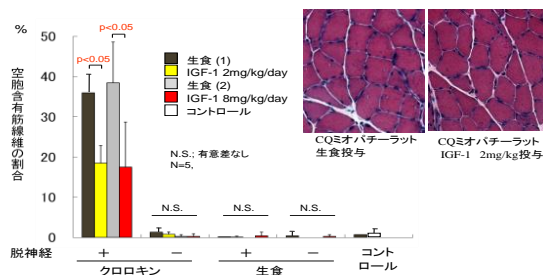 %
50
40
30
20
10
0
空胞含有筋線維の割合
p<0.05
p<0.05
生食 (1)
IGF-1 2mg/kg/day
生食 (2)
IGF-1 8mg/kg/day
コントロール
N.S.; 有意差なし
N=5,
N.S.
N.S.
N.S.
脱神経
+
−
+
−
コント
ロール
クロロキン
生食
CQミオパチーラット
生食投与
CQミオパチーラット
IGF-1 2mg/kg投与